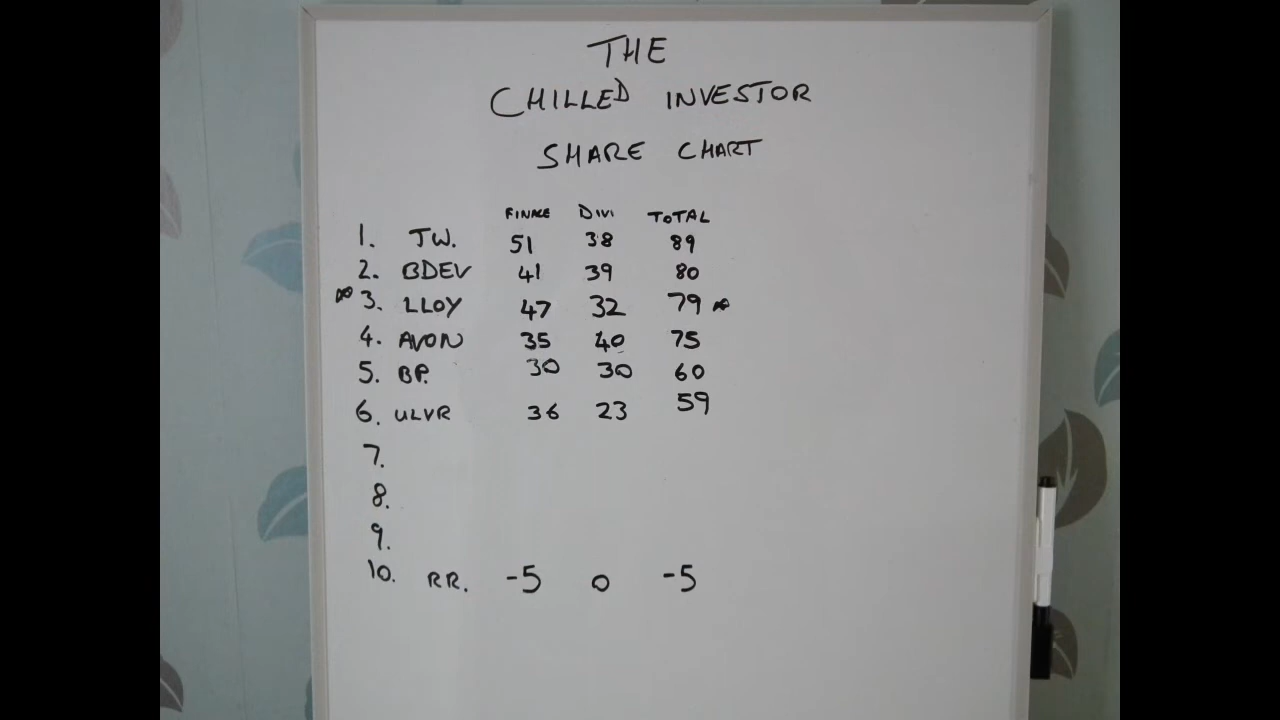 THE
CHILLED INVESTOR
SHARE CHART
DIVI TOTAL
1. TW. 51 38 89
2. BDEV 41 39 80
3. LLOY 47 32 79
4. AVON 35 40 75
5. BP. 30 30 60
6. ULVR 36 23 59
7.
8.
9.
10. RR. -5 0 -5